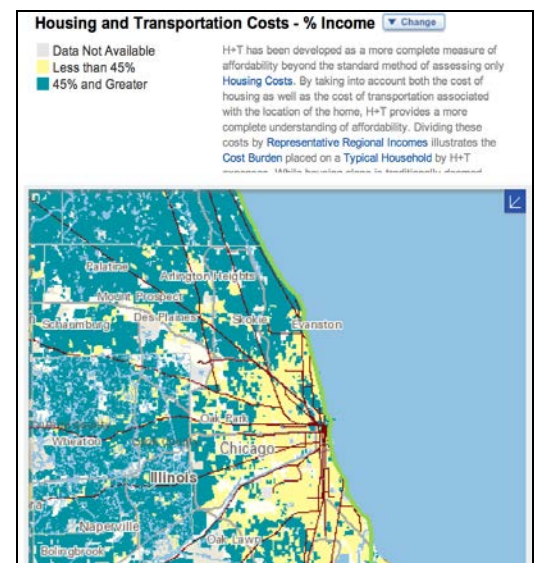 Housing and Transportation Costs - % Income ▼ Change
Data Not Available
Less than 45%
45% and Greater
H+T has been developed as a more complete measure of
affordability beyond the standard method of assessing only
Housing Costs. By taking into account both the cost of
housing as well as the cost of transportation associated
with the location of the home, H+T provides a more
complete understanding of affordability. Dividing these
costs by Representative Regional Incomes illustrates the
Cost Burden placed on a Typical Household by H+T
Palatine
Arlington Heights
Mount Prospect
Schaumburg
Des Plaines
Skokie
Evanston
Oak Park
Wheaton
Chicago
Illinois
Naperville
Oak Lawn
Bolingbrook